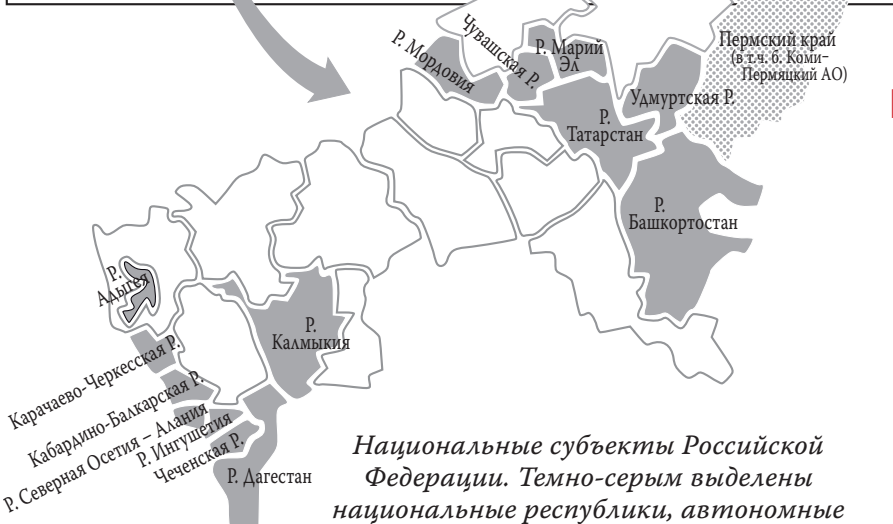 Чувашская Р.
Р. Мордовия
Р. Марий
Эл
Пермский край
(в т.ч. б. Коми–
Пермяцкий АО)
Удмуртская Р.
Р.
Татарстан
Р.
Башкортостан
Р.
Адыгея
Р.
Калмыкия
Карачаево-Черкесская Р.
Кабардино-Балкарская Р.
Р. Северная Осетия – Алания
Р. Ингушетия
Чеченская Р.
Р. Дагестан
Национальные субъекты Российской
Федерации. Темно-серым выделены
национальные республики, автономные